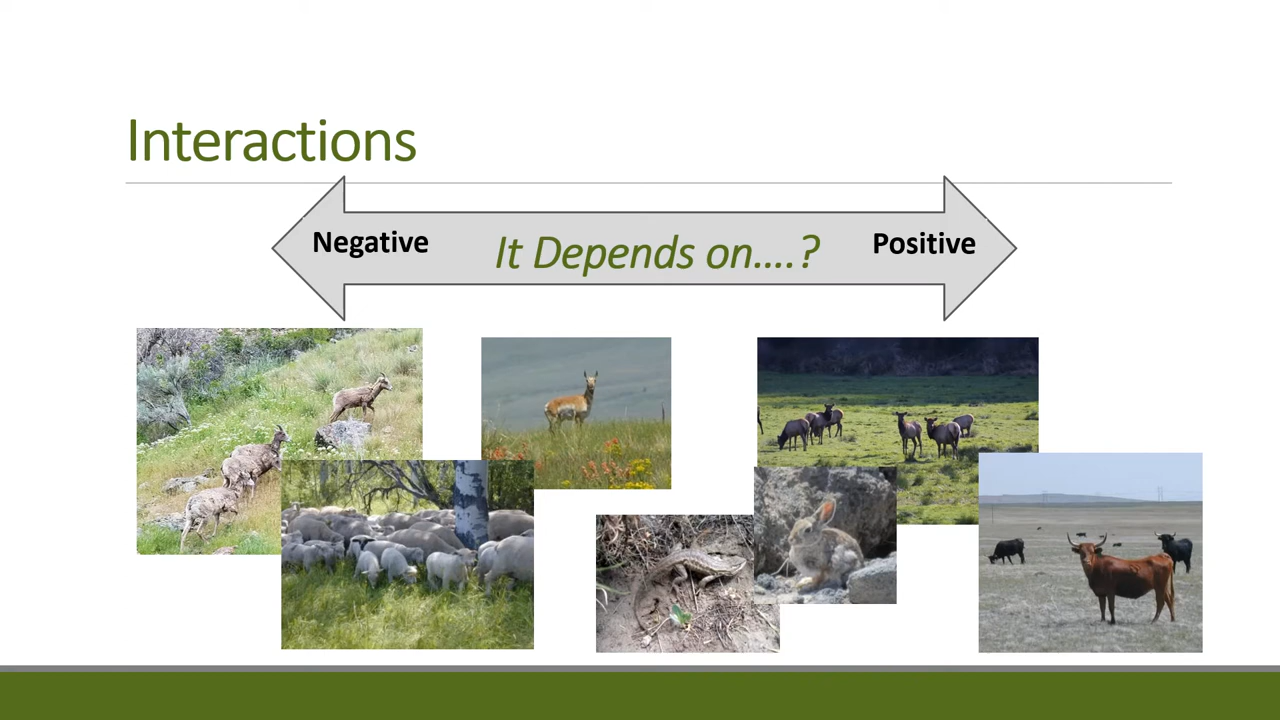 Interactions
Negative
It Depends on....?
Positive